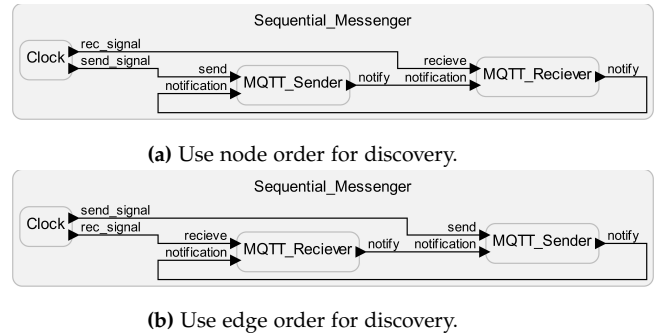 Sequential_Messenger
Clock
rec_signal
send_signal
send
notification
MQTT_Sender
notify
recieve
notification
MQTT_Reciever
notify
(a) Use node order for discovery.
Sequential_Messenger
Clock
send_signal
rec_signal
recieve
notification
MQTT_Reciever
notify
send
notification
MQTT_Sender
notify
(b) Use edge order for discovery.